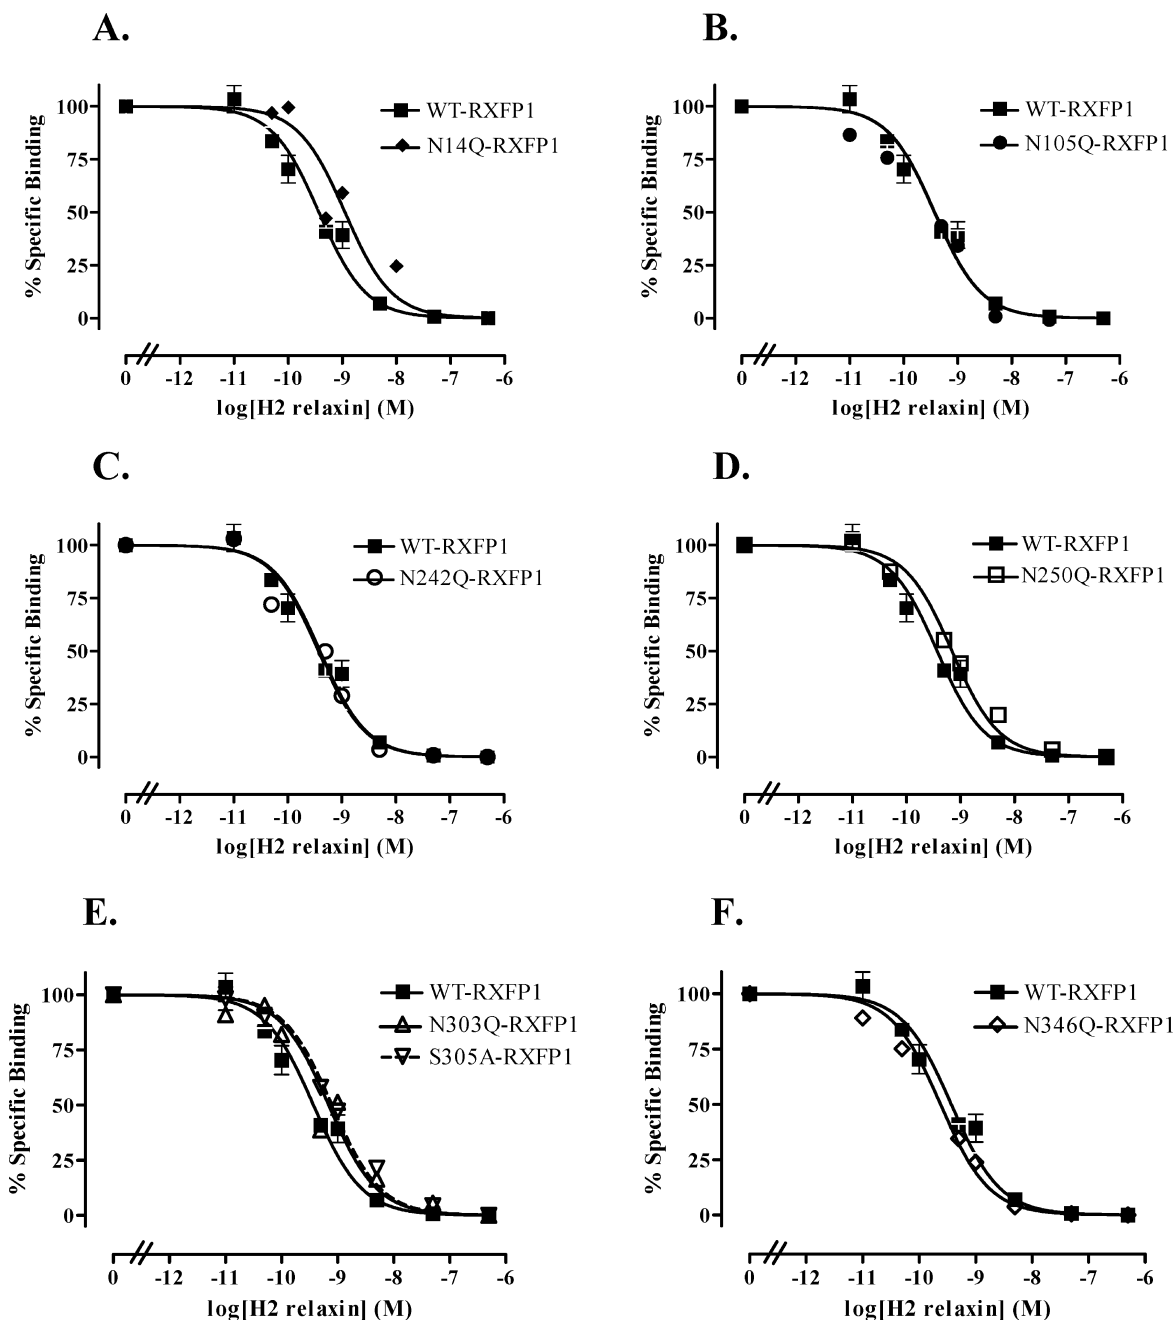 A.
% Specific Binding
100
75
50
25
0
WT-RXFP1
N14Q-RXFP1
0 -12 -11 -10 -9 -8 -7 -6
log[H2 relaxin] (M)
B.
% Specific Binding
100
75
50
25
0
WT-RXFP1
N105Q-RXFP1
0 -12 -11 -10 -9 -8 -7 -6
log[H2 relaxin] (M)
C.
% Specific Binding
100
75
50
25
0
WT-RXFP1
N242Q-RXFP1
0 -12 -11 -10 -9 -8 -7 -6
log[H2 relaxin] (M)
D.
% Specific Binding
100
75
50
25
0
WT-RXFP1
N250Q-RXFP1
0 -12 -11 -10 -9 -8 -7 -6
log[H2 relaxin] (M)
E.
% Specific Binding
100
75
50
25
0
WT-RXFP1
N303Q-RXFP1
S305A-RXFP1
0 -12 -11 -10 -9 -8 -7 -6
log[H2 relaxin] (M)
F.
% Specific Binding
100
75
50
25
0
WT-RXFP1
N346Q-RXFP1
0 -12 -11 -10 -9 -8 -7 -6
log[H2 relaxin] (M)